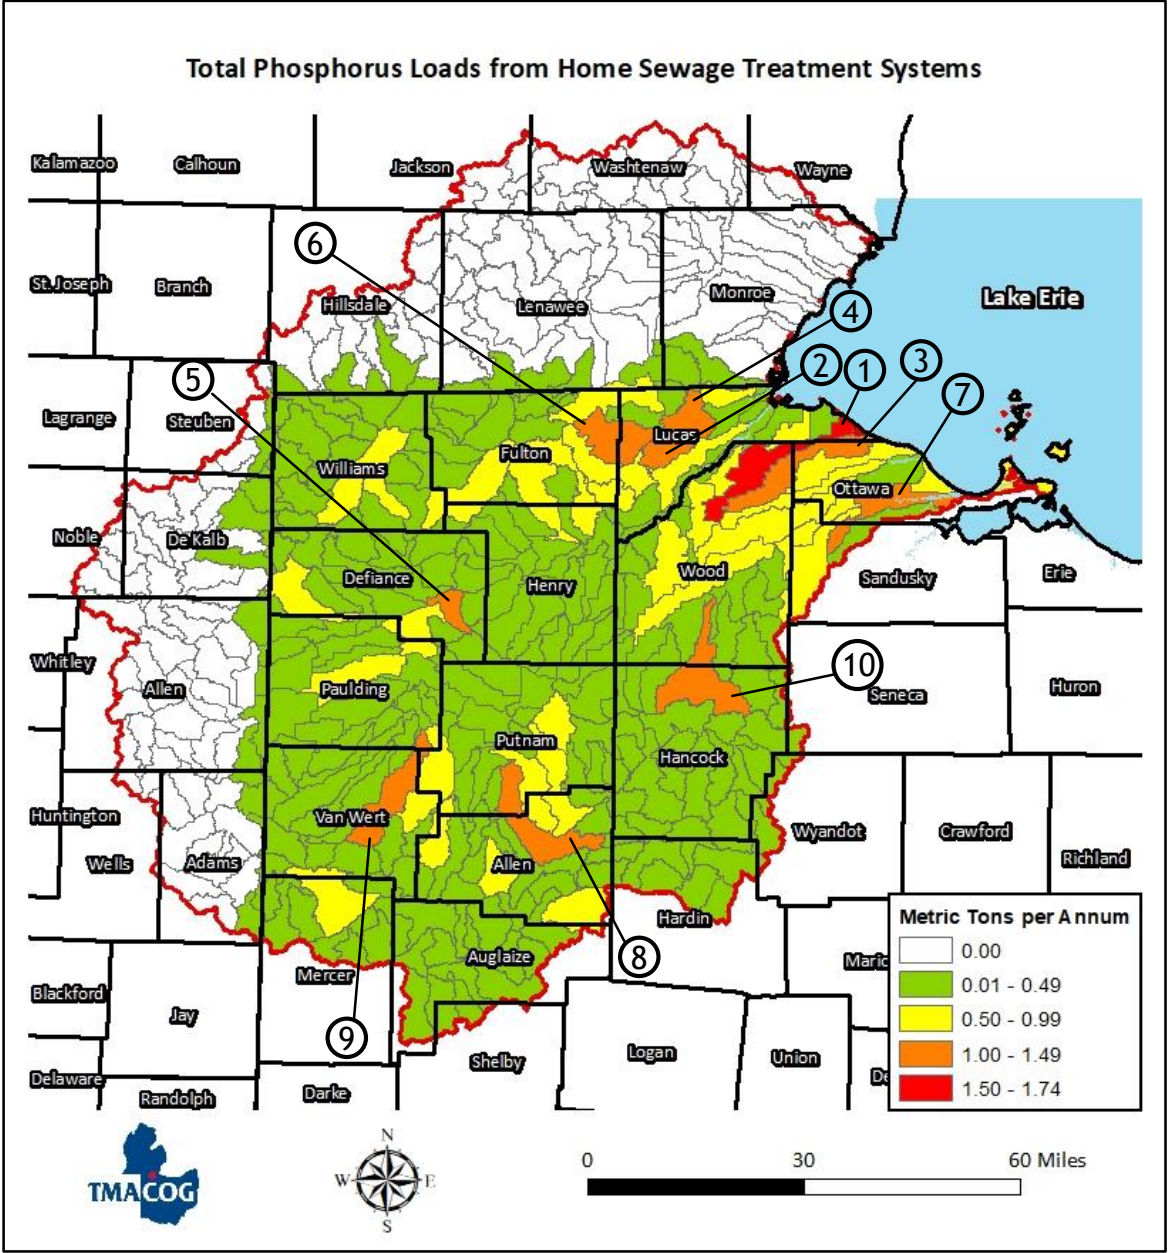 Total Phosphorus Loads from Home Sewage Treatment Systems
Kalamazoo
Calhoun
Jackson
Washtenaw
Wayne
6
St. Joseph
Branch
Hillsdale
Lenawee
Monroe
Lake Erie
4
5
2
1
3
7
Lagrange
Steuben
Williams
Fulton
Lucas
Ottawa
Noble
De Kalb
Defiance
Henry
Wood
Sandusky
Erie
Whitley
Allen
Paulding
10
Seneca
Huron
Putnam
Hancock
Huntington
Van Wert
Wyandot
Crawford
Wells
Adams
Allen
Richland
Hardin
8
Auglaize
Mercer
Blackford
Jay
9
Shelby
Logan
Union
Delaware
Randolph
Darke
Metric Tons per Annum
0.00
0.01 - 0.49
0.50 - 0.99
1.00 - 1.49
1.50 - 1.74
TMACOG
N
W
E
S
0
30
60 Miles